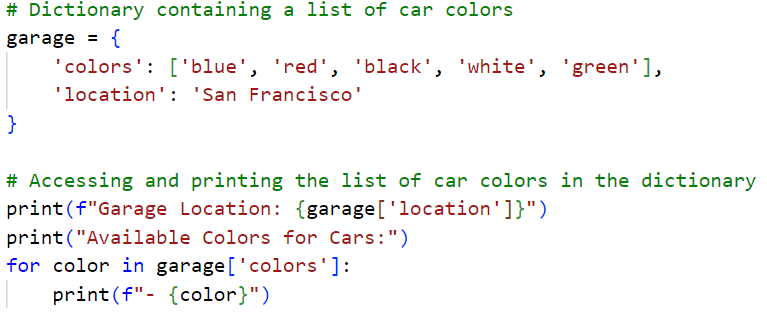 # Dictionary containing a list of car colors
garage = {
    'colors': ['blue', 'red', 'black', 'white', 'green'],
    'location': 'San Francisco'
}

# Accessing and printing the list of car colors in the dictionary
print(f"Garage Location: {garage['location']}")
print("Available Colors for Cars:")
for color in garage['colors']:
    print(f"- {color}")